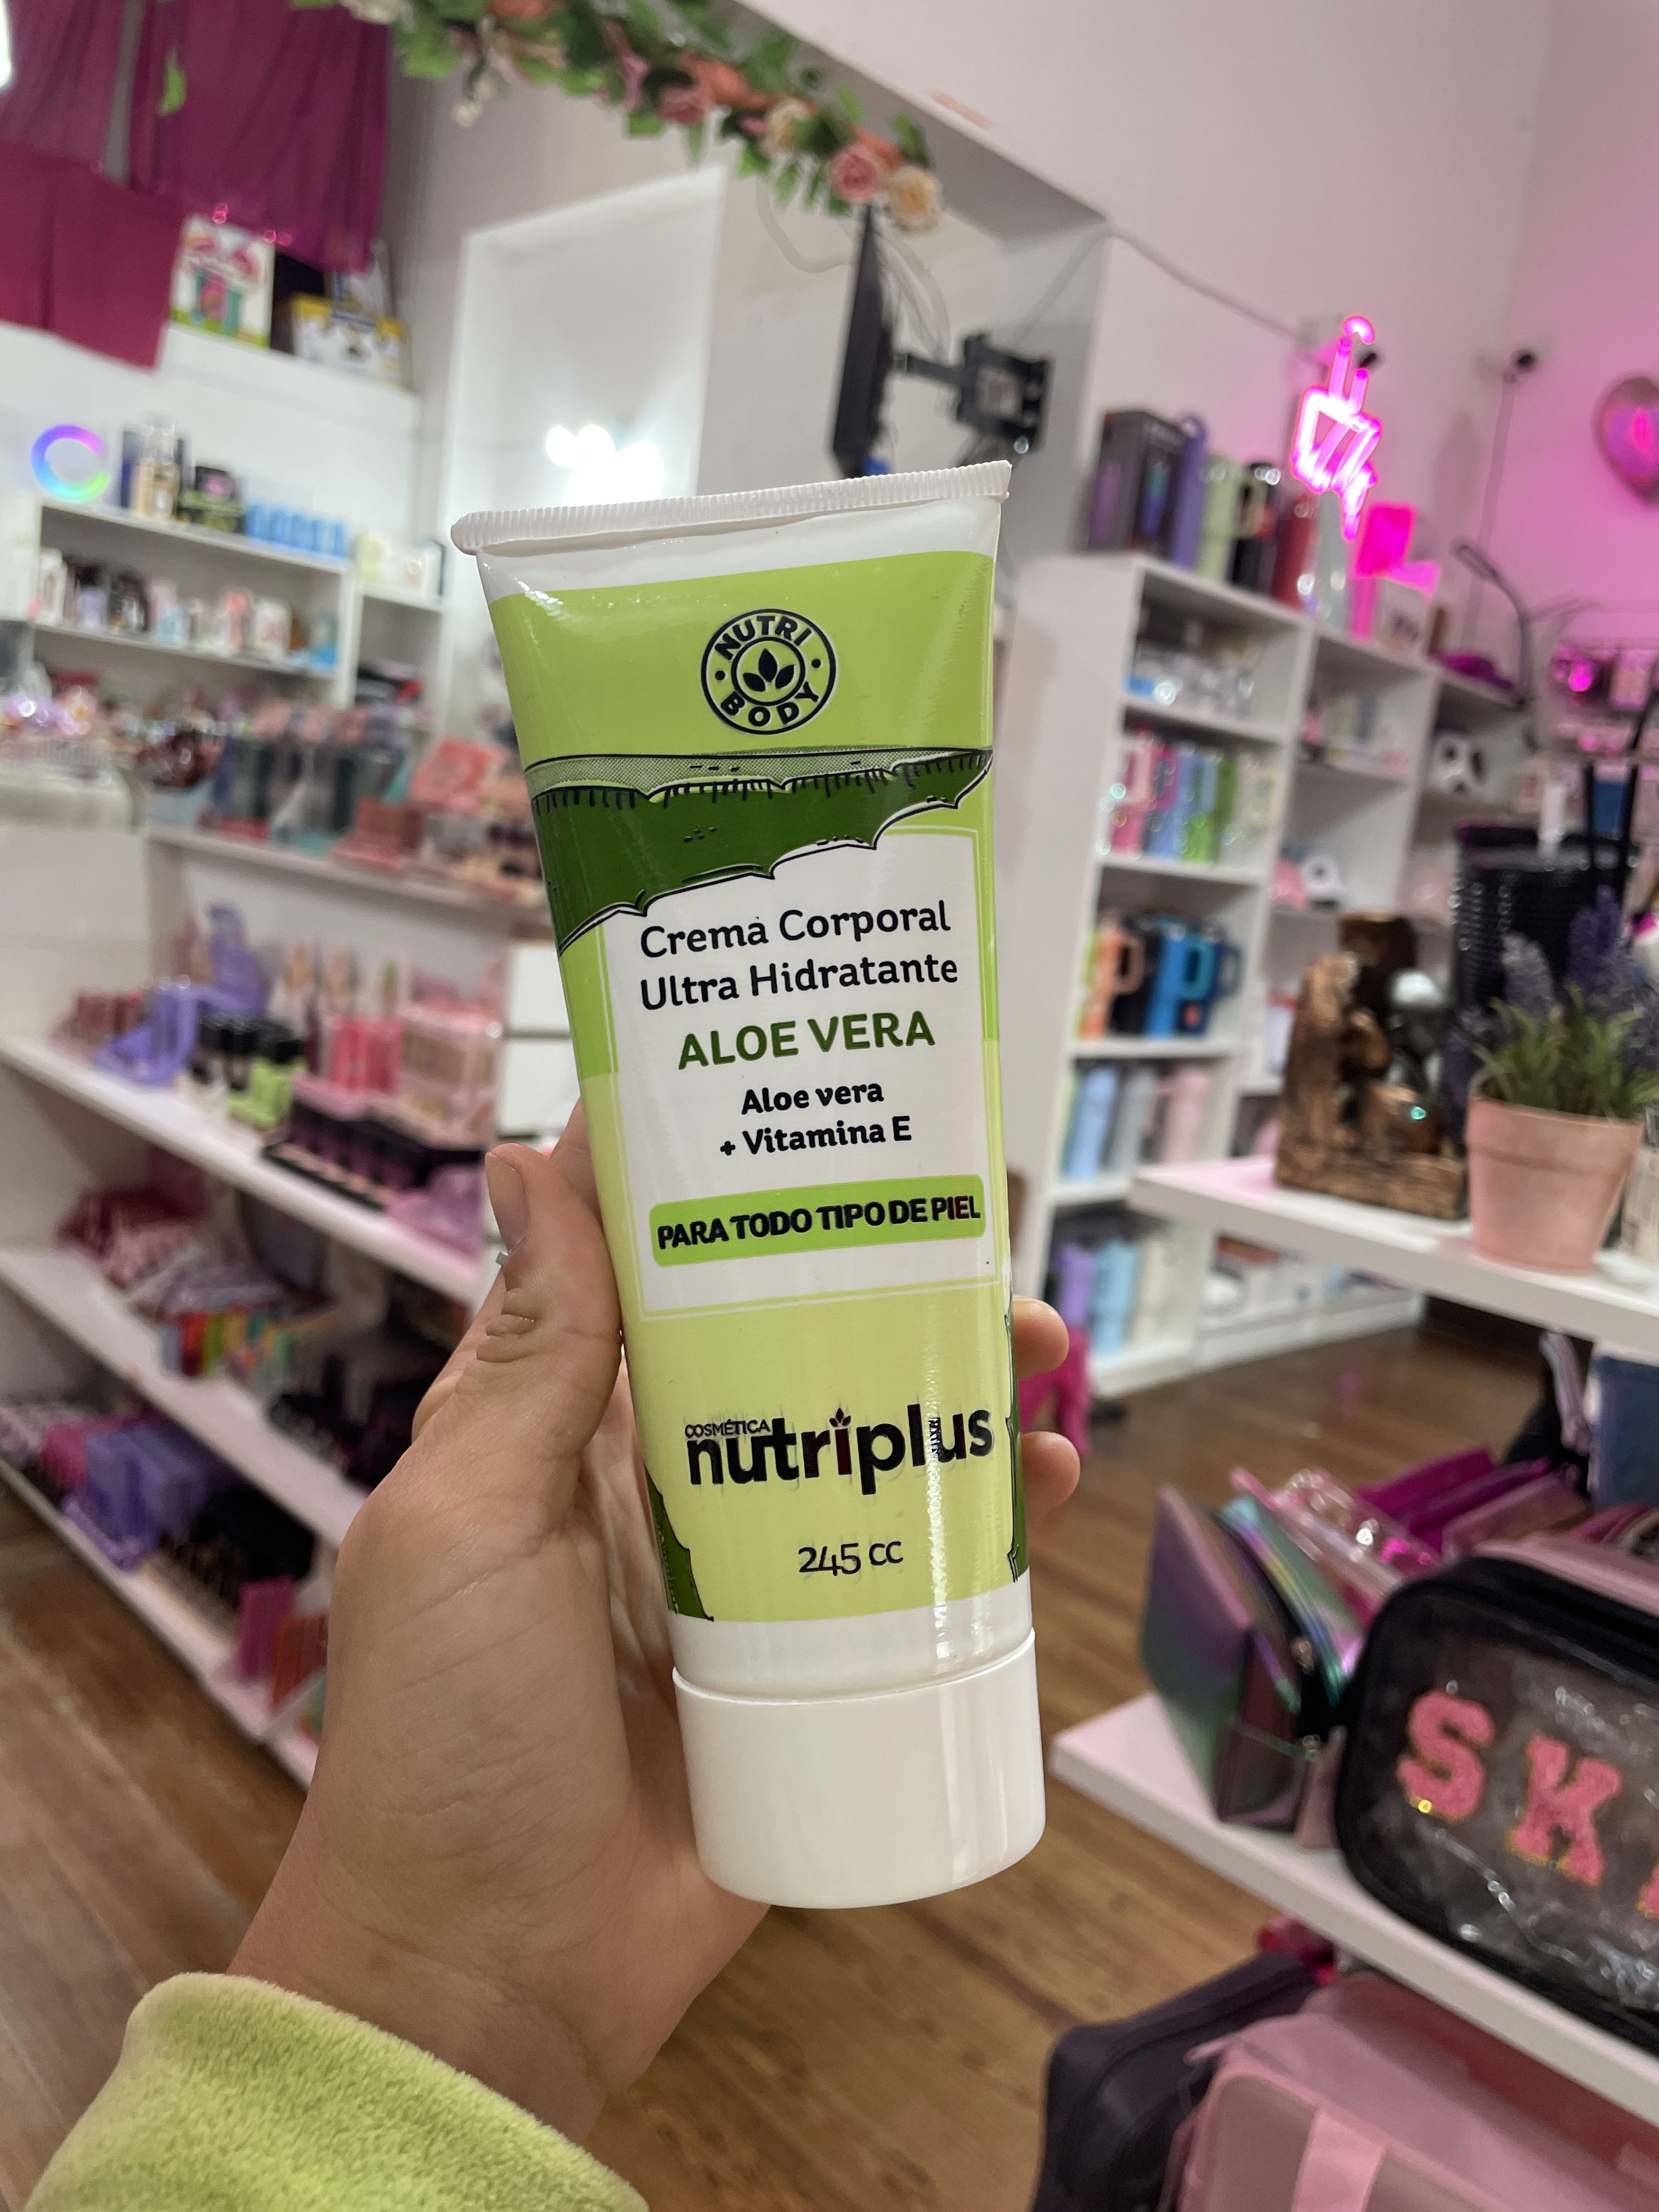 NUTRI
BODY
Crema Corporal
Ultra Hidratante
ALOE VERA
Aloe vera
+ Vitamina E
PARA TODO TIPO DE PIEL
COSMÉTICA
nutriplus
245 cc
SK